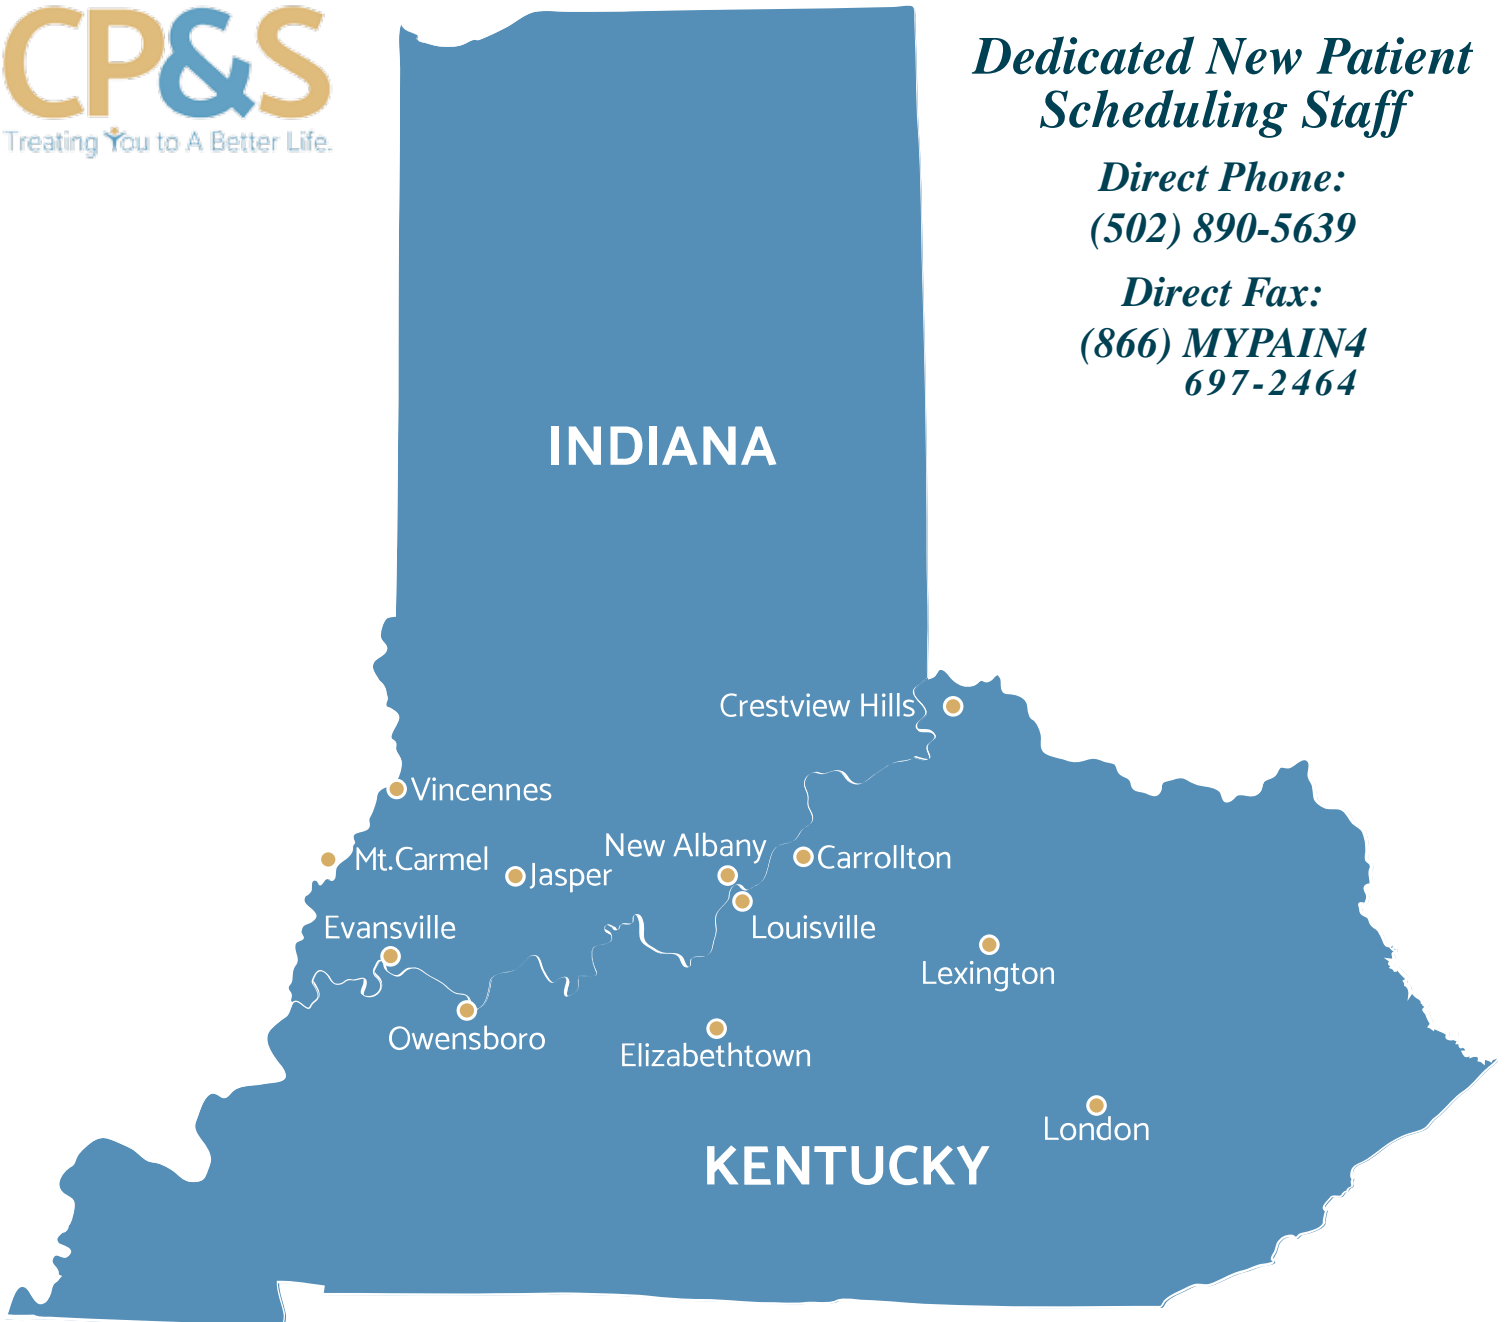 CP&S
Treating You to A Better Life.
Dedicated New Patient
Scheduling Staff
Direct Phone:
(502) 890-5639
Direct Fax:
(866) MYPAIN4
697-2464
INDIANA
Crestview Hills
Vincennes
New Albany
Mt.Carmel
Jasper
Carrollton
Evansville
Louisville
Lexington
Owensboro
Elizabethtown
London
KENTUCKY